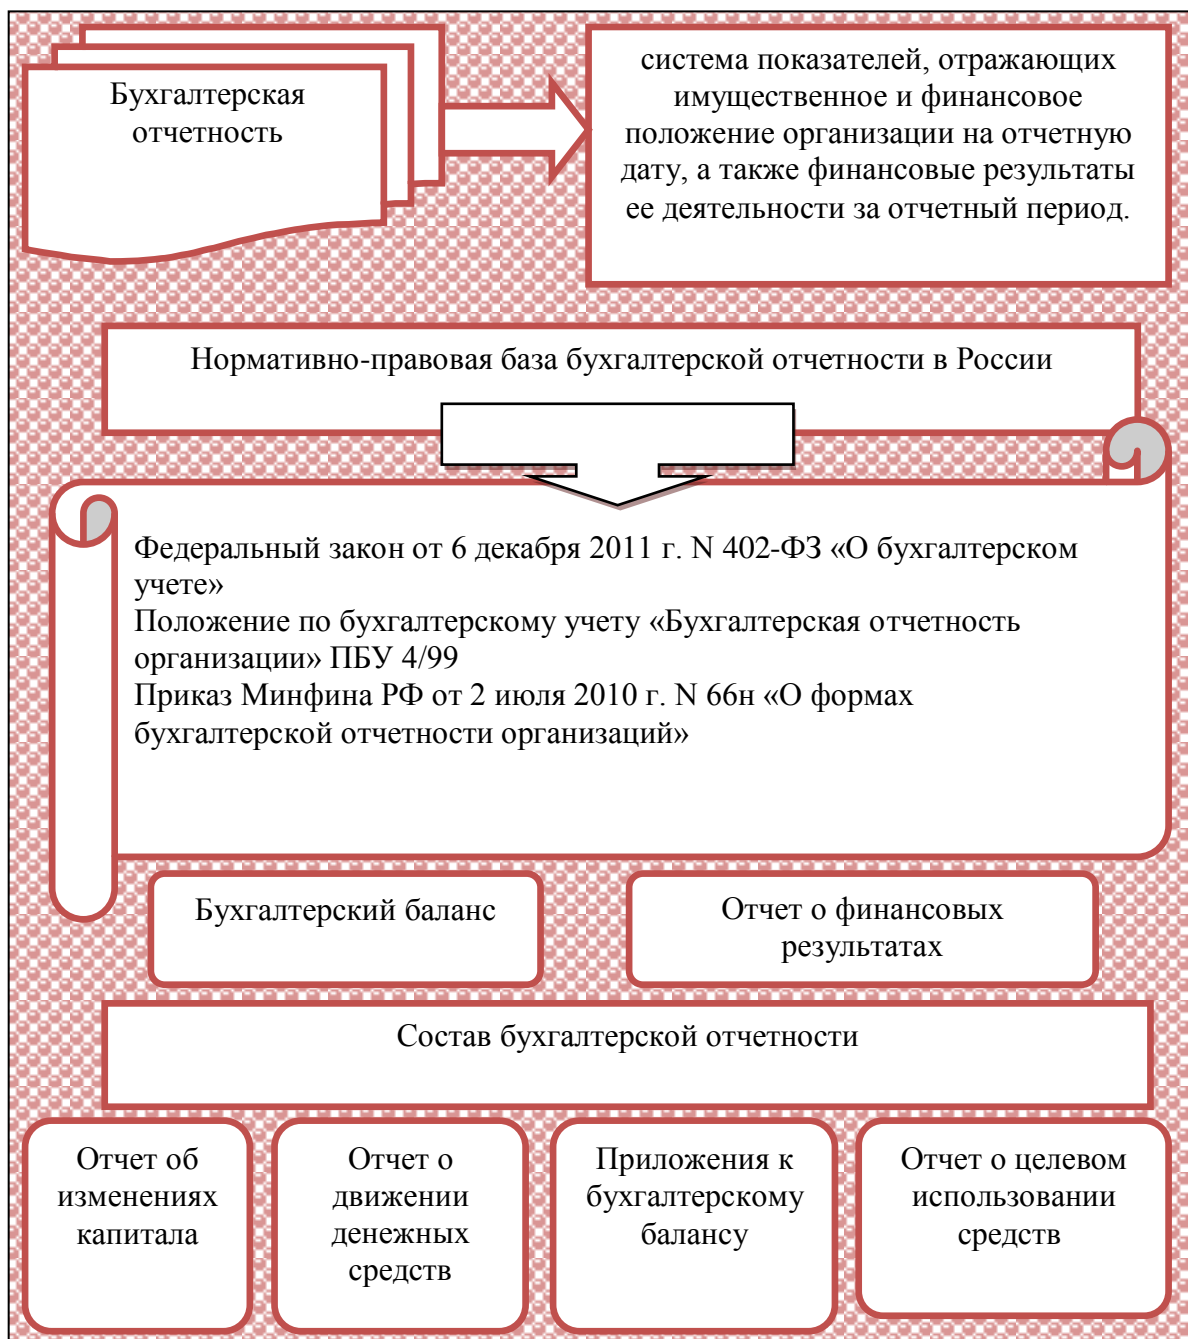 Бухгалтерская
отчетность
система показателей, отражающих
имущественное и финансовое
положение организации на отчетную
дату, а также финансовые результаты
ее деятельности за отчетный период.
Нормативно-правовая база бухгалтерской отчетности в России
Федеральный закон от 6 декабря 2011 г. N 402-ФЗ «О бухгалтерском
учете»
Положение по бухгалтерскому учету «Бухгалтерская отчетность
организации» ПБУ 4/99
Приказ Минфина РФ от 2 июля 2010 г. N 66н «О формах
бухгалтерской отчетности организаций»
Бухгалтерский баланс
Отчет о финансовых
результатах
Состав бухгалтерской отчетности
Отчет об
изменениях
капитала
Отчет о
движении
денежных
средств
Приложения к
бухгалтерскому
балансу
Отчет о целевом
использовании
средств